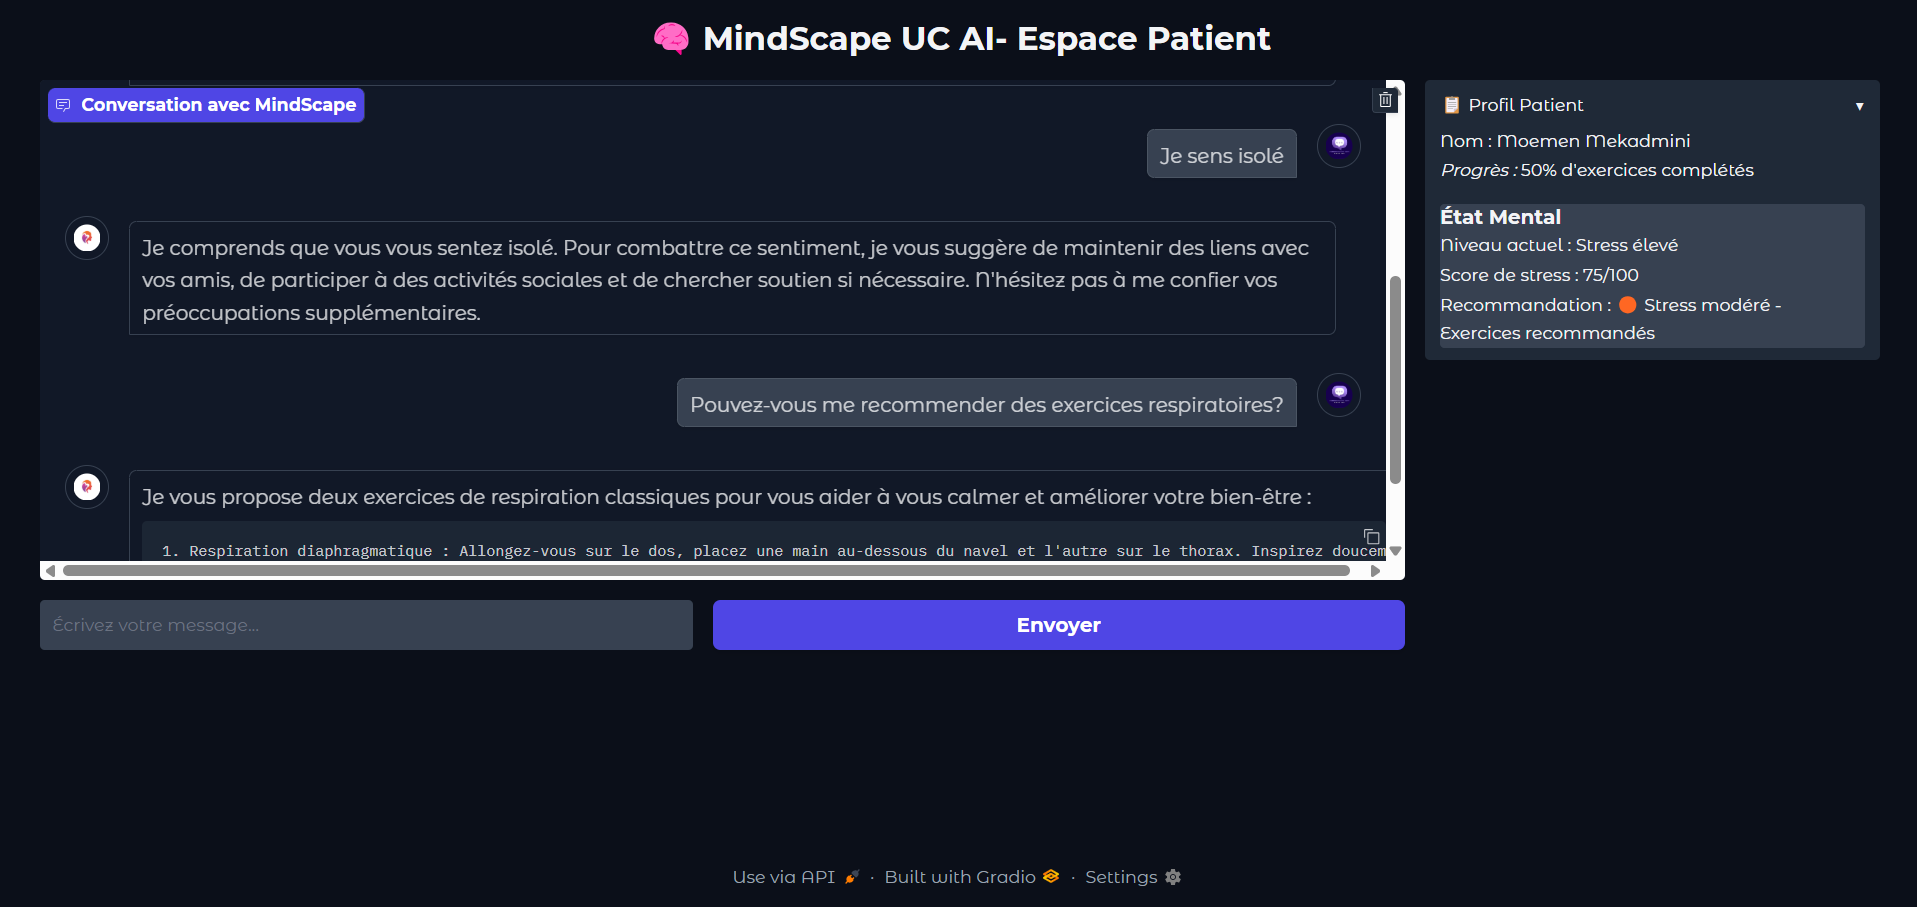 MindScape UC AI- Espace Patient
Conversation avec MindScape
Je sens isolé
Je comprends que vous vous sentez isolé. Pour combattre ce sentiment, je vous suggère de maintenir des liens avec
vos amis, de participer à des activités sociales et de chercher soutien si nécessaire. N'hésitez pas à me confier vos
préoccupations supplémentaires.
Pouvez-vous me recommender des exercices respiratoires?
Je vous propose deux exercices de respiration classiques pour vous aider à vous calmer et améliorer votre bien-être :
1. Respiration diaphragmatique : Allongez-vous sur le dos, placez une main au-dessous du navel et l'autre sur le thorax. Inspirez doucem
Écrivez votre message...
Envoyer
Profil Patient
Nom : Moemen Mekadmini
Progrès : 50% d'exercices complétés
État Mental
Niveau actuel : Stress élevé
Score de stress : 75/100
Recommandation : Stress modéré -
Exercices recommandés
Use via API · Built with Gradio · Settings